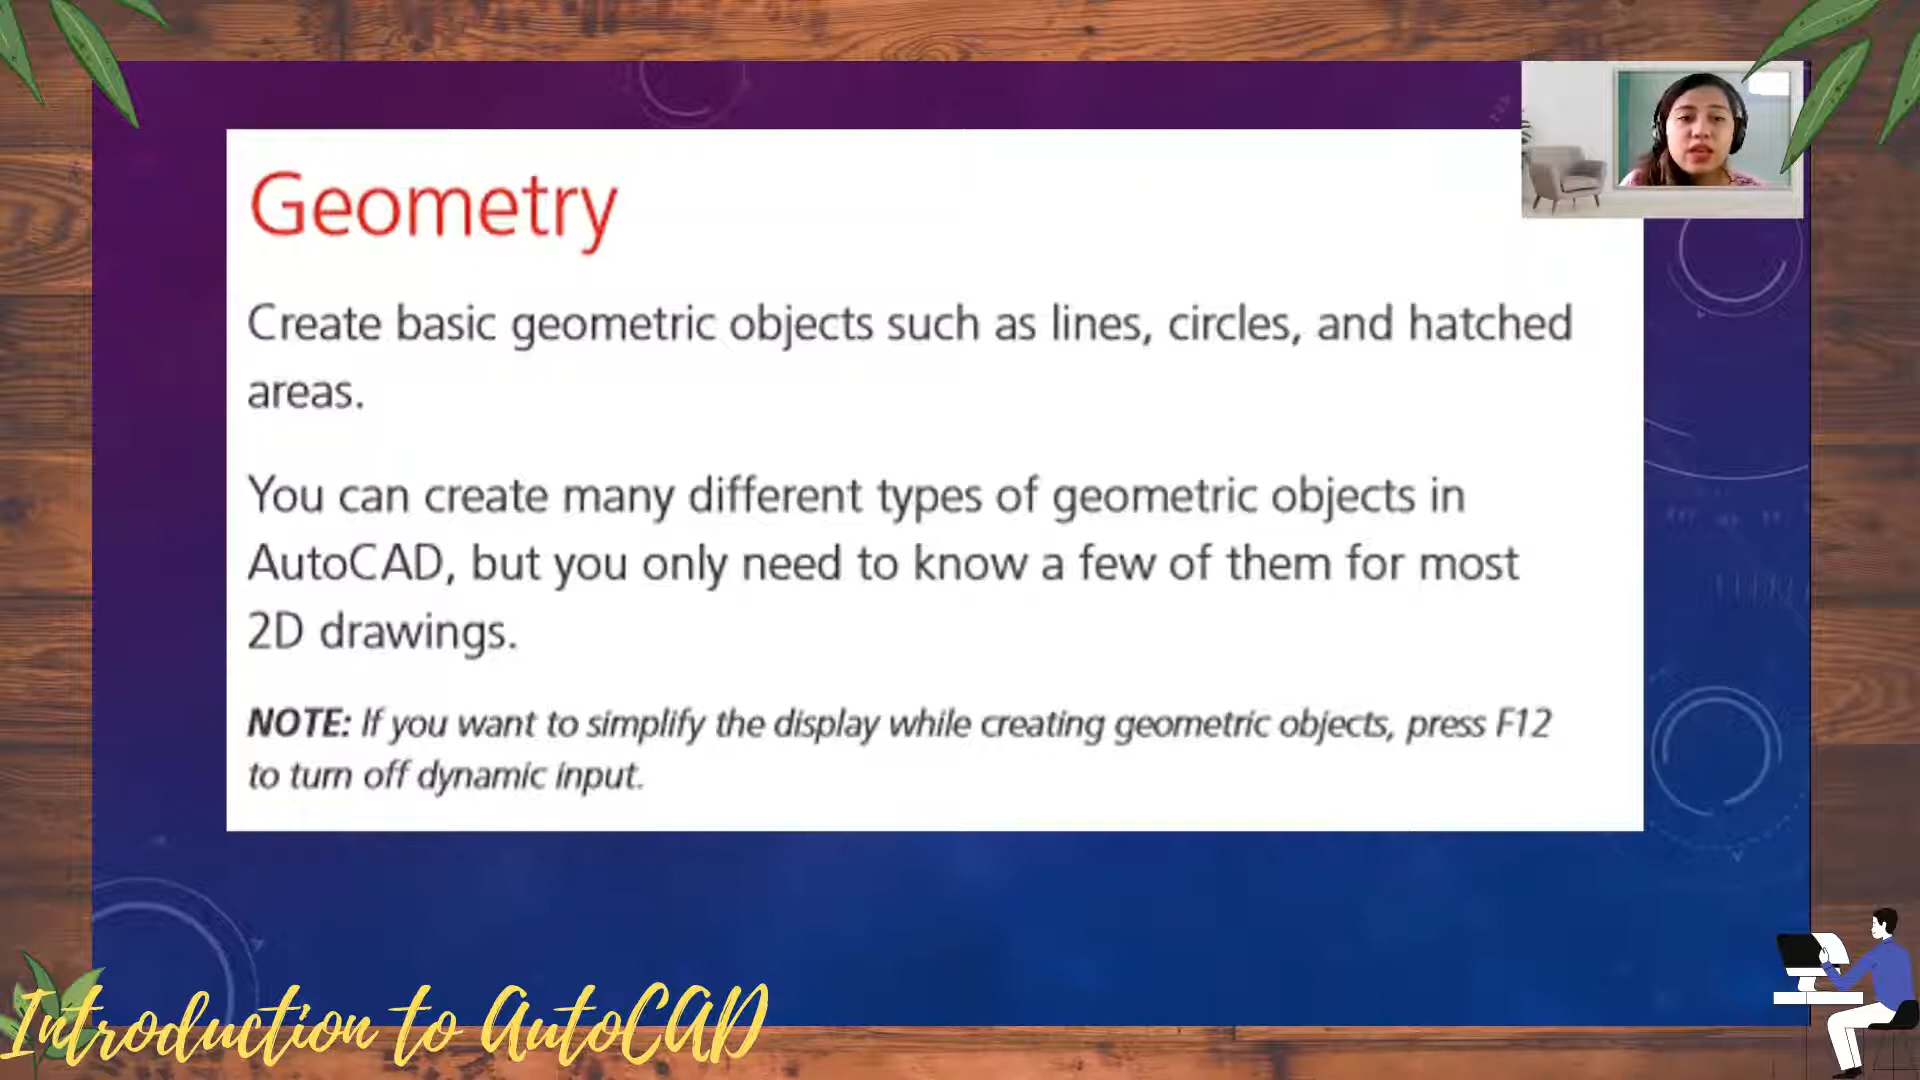 Geometry
Create basic geometric objects such as lines, circles, and hatched
areas.
You can create many different types of geometric objects in
AutoCAD, but you only need to know a few of them for most
2D drawings.
NOTE: If you want to simplify the display while creating geometric objects, press F12
to turn off dynamic input.
Introduction to AutoCAD